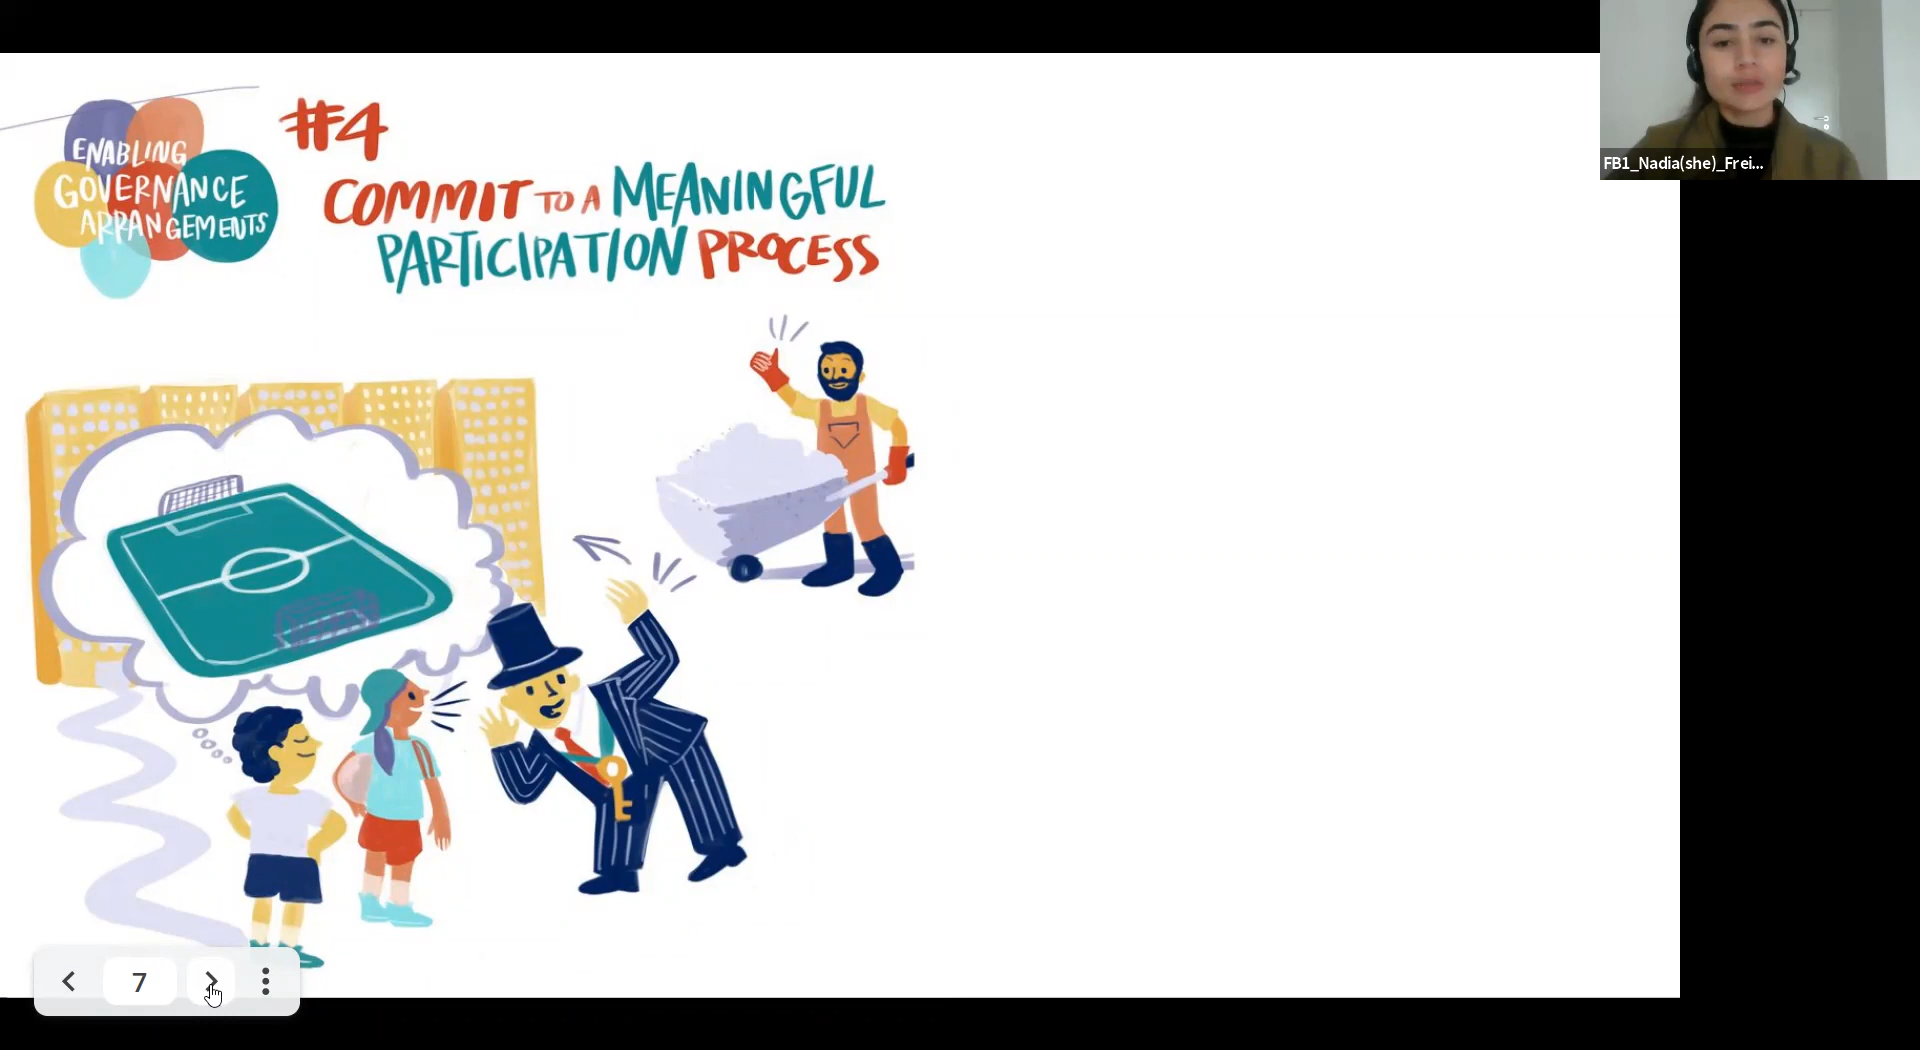 ENABLING
GOVERNANCE
ARRANGEMENTS
#4
COMMIT TO A MEANINGFUL
PARTICIPATION PROCESS
FB1_Nadia(she)_Frei...
7